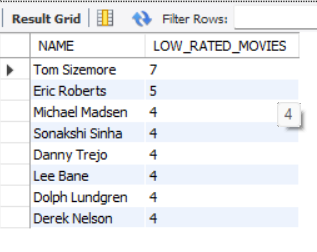 Result Grid Filter Rows:
NAME LOW_RATED_MOVIES
Tom Sizemore 7
Eric Roberts 5
Michael Madsen 4
4
Sonakshi Sinha 4
Danny Trejo 4
Lee Bane 4
Dolph Lundgren 4
Derek Nelson 4